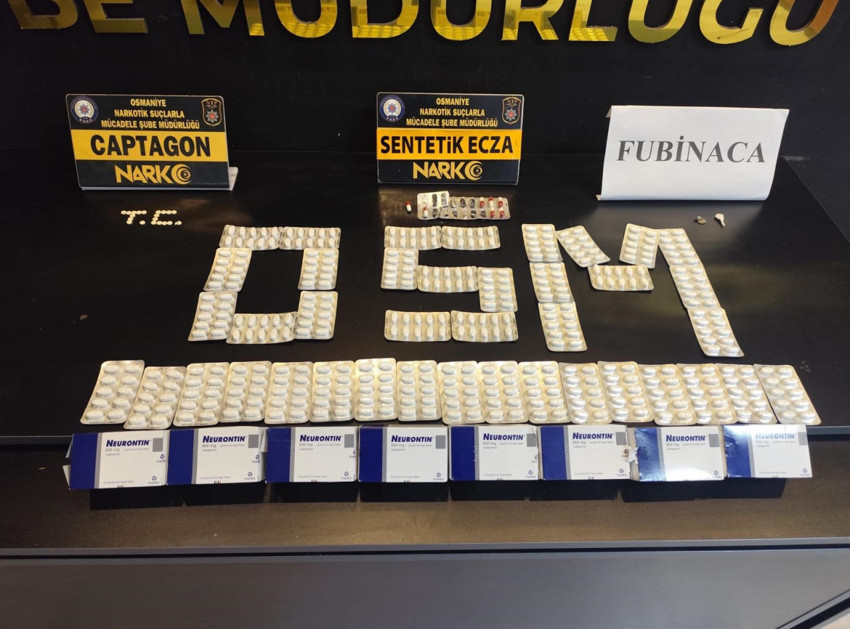 DE MÜDÜRLÜĞÜ
OSMANİYE
NARKOTİK SUÇLARLA
MÜCADELE ŞUBE MÜDÜRLÜĞÜ
CAPTAGON
NARKO
OSMANİYE
NARKOTİK SUÇLARLA
MÜCADELE ŞUBE MÜDÜRLÜĞÜ
SENTETİK ECZA
NARKO
FUBİNACA
T.C.
OSM
NEURONTIN
NEURONTIN
NEURONTIN
NEURONTIN
NEURONTIN
NEURONTIN
NEURONTIN
NEURONTIN